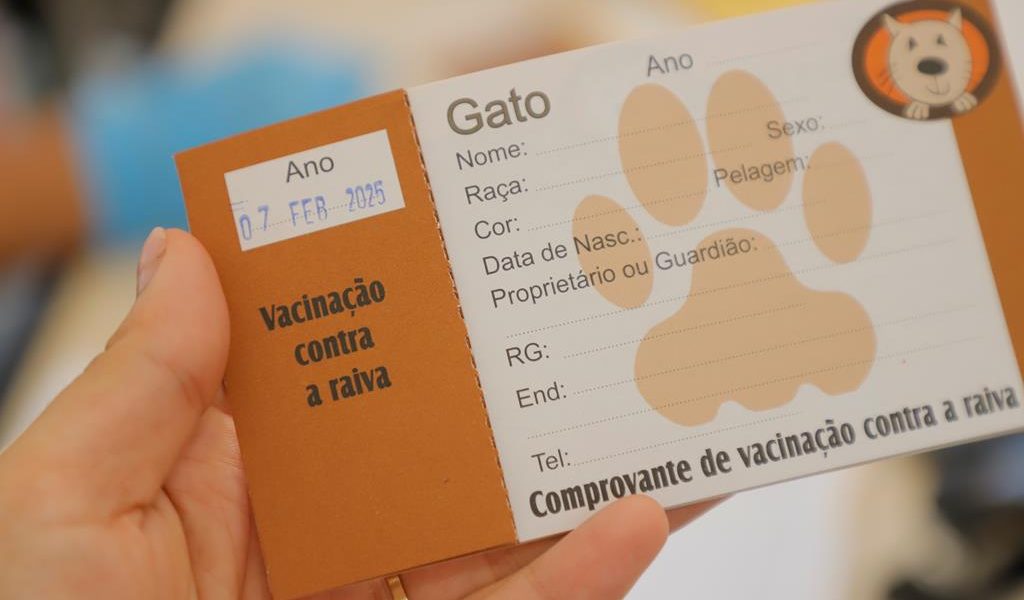 Ano
07 FEB 2025
Vacinação
contra
a raiva
Ano
Gato
Nome:
Sexo:
Raça:
Pelagem:
Cor:
Data de Nasc.:
Proprietário ou Guardião:
RG:
End:
Tel:
Comprovante de vacinação contra a raiva